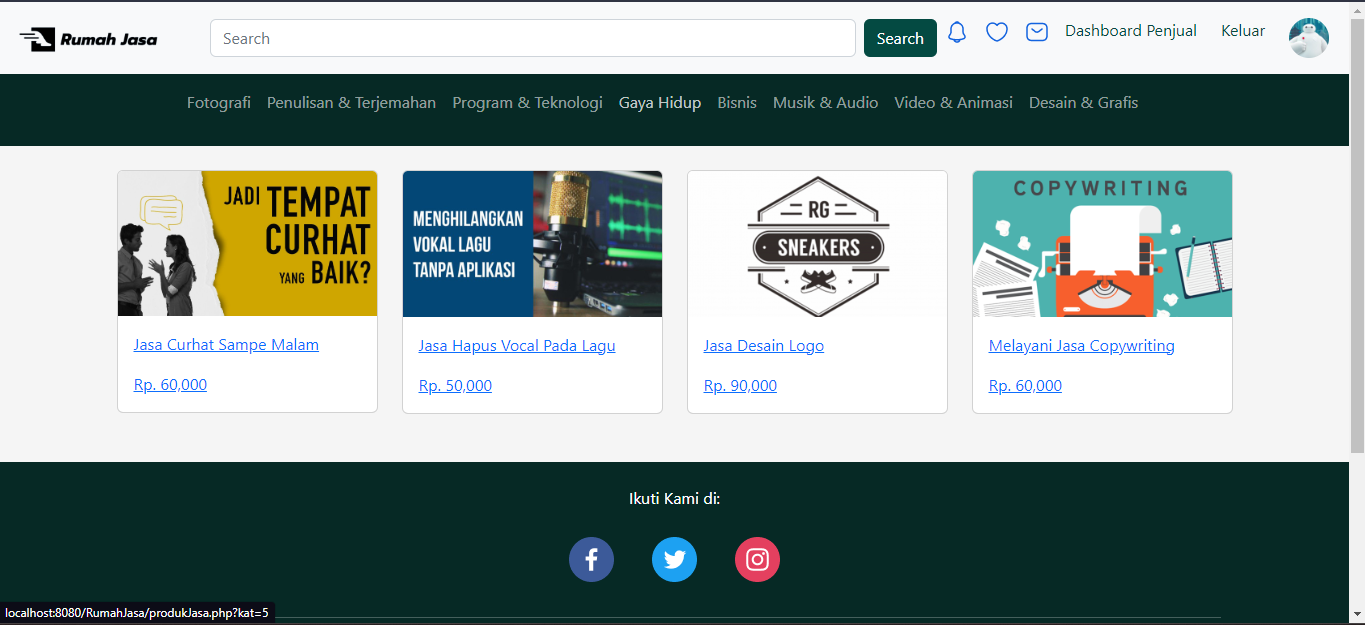 Rumah Jasa
Search
Search
Dashboard Penjual
Keluar
Fotografi
Penulisan & Terjemahan
Program & Teknologi
Gaya Hidup
Bisnis
Musik & Audio
Video & Animasi
Desain & Grafis
JADI TEMPAT
CURHAT
YANG BAIK?
Jasa Curhat Sampe Malam
Rp. 60,000
MENGHILANGKAN
VOKAL LAGU
TANPA APLIKASI
Jasa Hapus Vocal Pada Lagu
Rp. 50,000
RG
SNEAKERS
Jasa Desain Logo
Rp. 90,000
COPYWRITING
Melayani Jasa Copywriting
Rp. 60,000
Ikuti Kami di:
localhost:8080/RumahJasa/produkJasa.php?kat=5